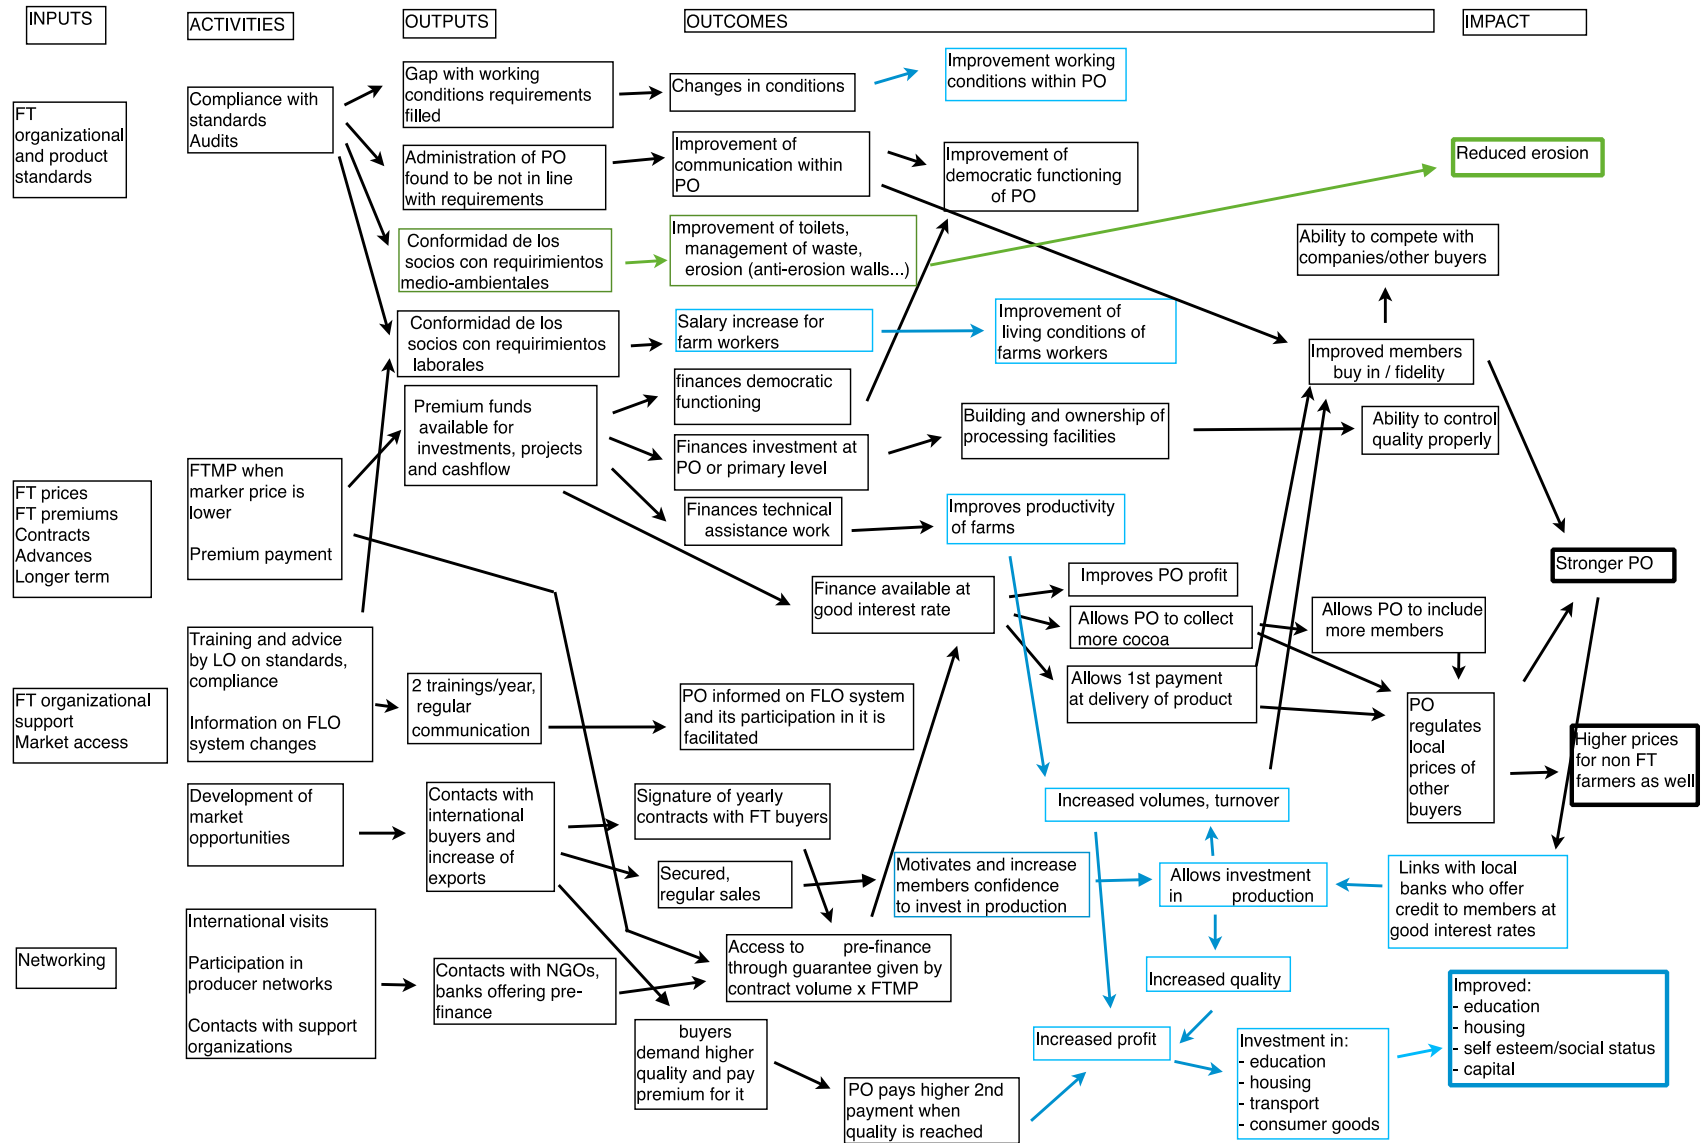 INPUTS
ACTIVITIES
OUTPUTS
OUTCOMES
IMPACT
FT
organizational
and product
standards
FT prices
FT premiums
Contracts
Advances
Longer term
FT organizational
support
Market access
Networking
Compliance with
standards
Audits
FTMP when
marker price is
lower
Premium payment
Training and advice
by LO on standards,
compliance
Information on FLO
system changes
Development of
market
opportunities
International visits
Participation in
producer networks
Contacts with support
organizations
Gap with working
conditions requirements
filled
Administration of PO
found to be not in line
with requirements
Conformidad de los
socios con requirimientos
medio-ambientales
Conformidad de los
socios con requirimientos
laborales
Premium funds
available for
investments, projects
and cashflow
2 trainings/year,
regular
communication
Contacts with
international
buyers and
increase of
exports
Contacts with NGOs,
banks offering pre-
finance
Changes in conditions
Improvement of
communication within
PO
Improvement of toilets,
management of waste,
erosion (anti-erosion walls...)
Salary increase for
farm workers
finances democratic
functioning
Finances investment at
PO or primary level
Finances technical
assistance work
PO informed on FLO system
and its participation in it is
facilitated
Signature of yearly
contracts with FT buyers
Secured,
regular sales
Access to pre-finance
through guarantee given by
contract volume x FTMP
buyers
demand higher
quality and pay
premium for it
PO pays higher 2nd
payment when
quality is reached
Improvement working
conditions within PO
Improvement of
democratic functioning
of PO
Improvement of
living conditions of
farms workers
Building and ownership of
processing facilities
Improves productivity
of farms
Finance available at
good interest rate
Improves PO profit
Allows PO to collect
more cocoa
Allows 1st payment
at delivery of product
Increased volumes, turnover
Motivates and increase
members confidence
to invest in production
Allows investment
in production
Increased quality
Increased profit
Investment in:
- education
- housing
- transport
- consumer goods
Ability to compete with
companies/other buyers
Improved members
buy in / fidelity
Ability to control
quality properly
Allows PO to include
more members
PO
regulates
local
prices of
other
buyers
Links with local
banks who offer
credit to members at
good interest rates
Reduced erosion
Stronger PO
Higher prices
for non FT
farmers as well
Improved:
- education
- housing
- self esteem/social status
- capital